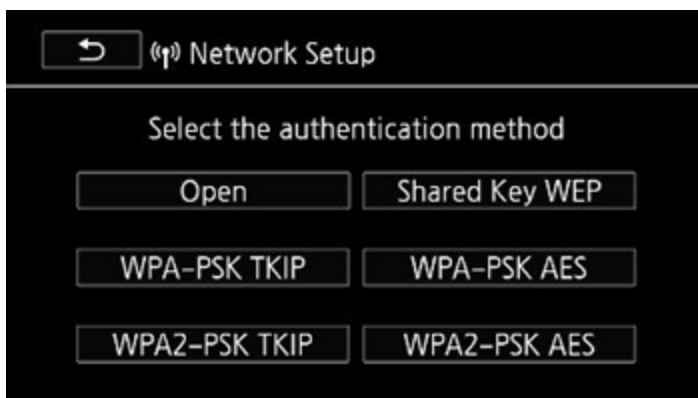 Network Setup
Select the authentication method
Open Shared Key WEP
WPA-PSK TKIP WPA-PSK AES
WPA2-PSK TKIP WPA2-PSK AES